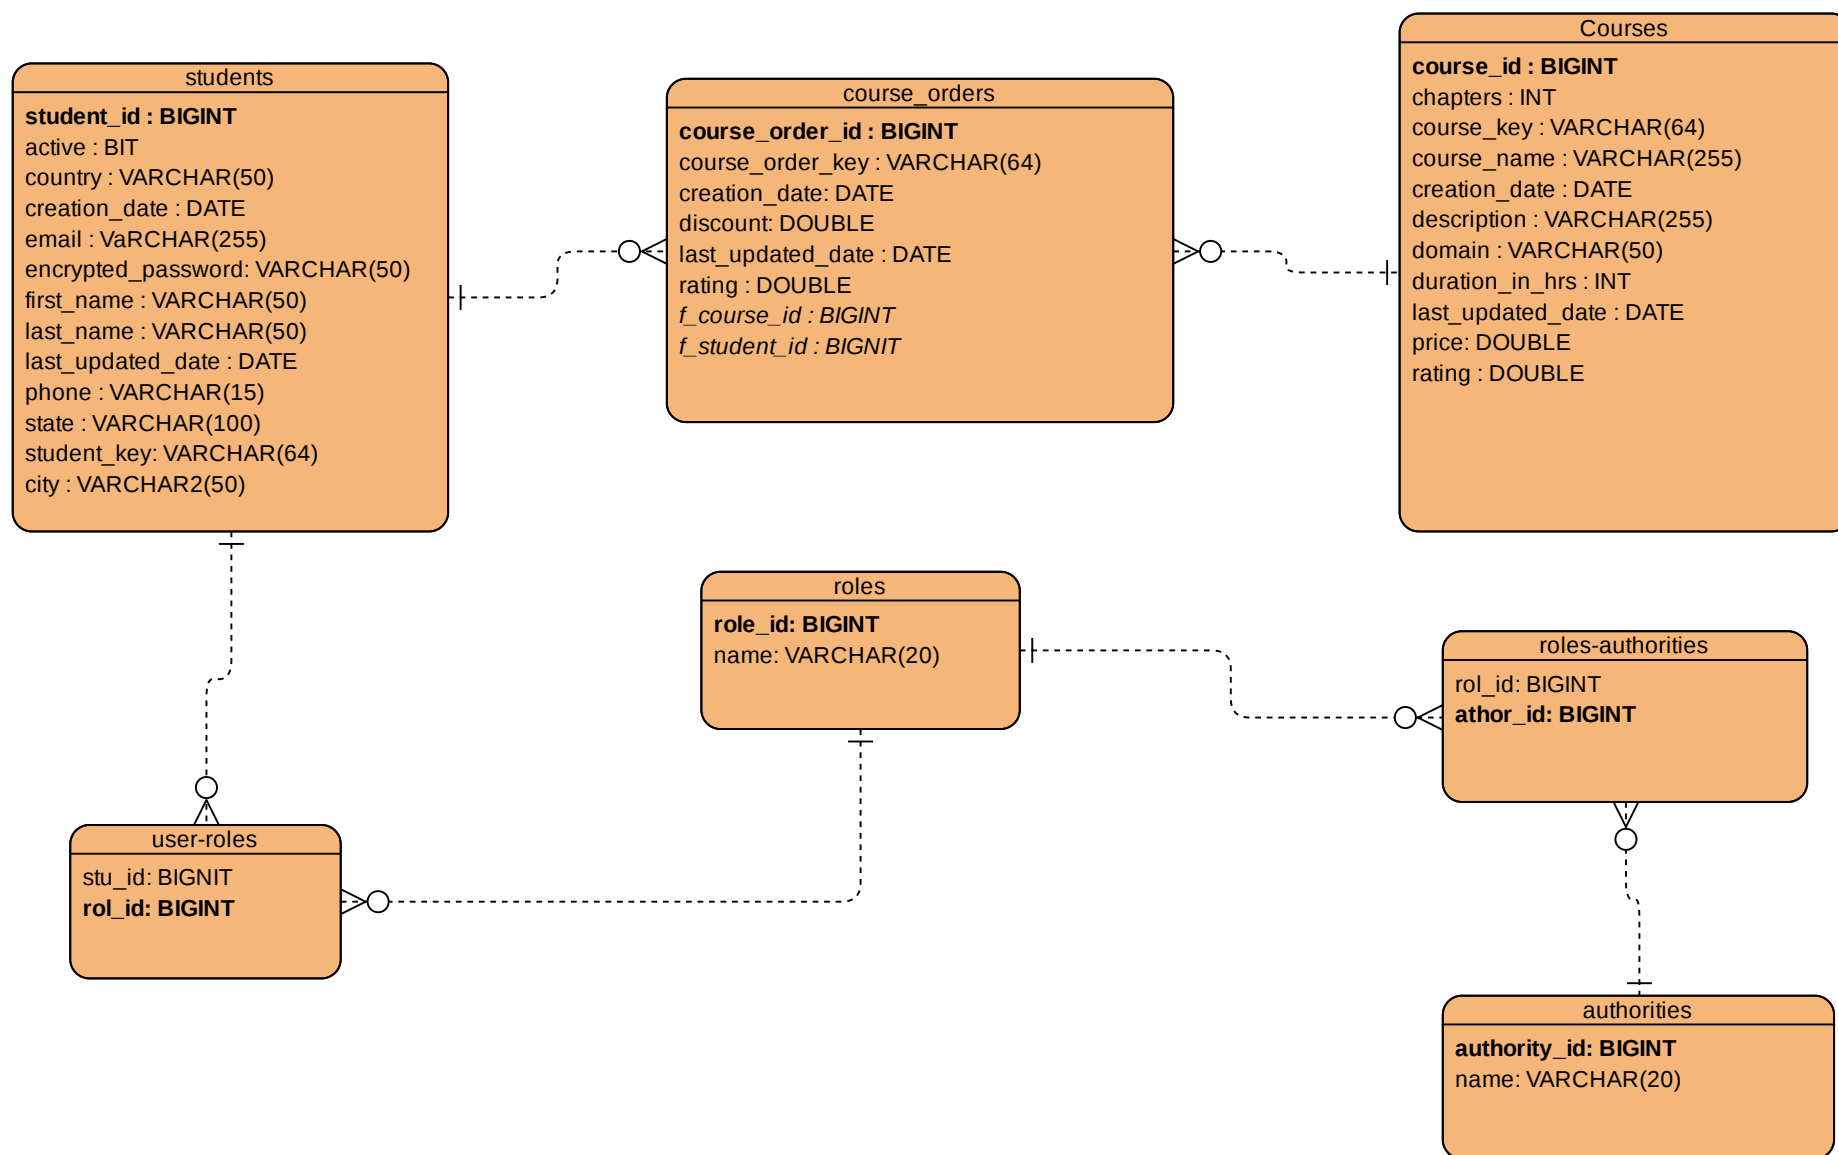 students
student_id : BIGINT
active : BIT
country : VARCHAR(50)
creation_date : DATE
email : VaRCHAR(255)
encrypted_password: VARCHAR(50)
first_name : VARCHAR(50)
last_name : VARCHAR(50)
last_updated_date : DATE
phone : VARCHAR(15)
state : VARCHAR(100)
student_key: VARCHAR(64)
city : VARCHAR2(50)
course_orders
course_order_id : BIGINT
course_order_key : VARCHAR(64)
creation_date: DATE
discount: DOUBLE
last_updated_date : DATE
rating : DOUBLE
f_course_id : BIGINT
f_student_id : BIGNIT
Courses
course_id : BIGINT
chapters : INT
course_key : VARCHAR(64)
course_name : VARCHAR(255)
creation_date : DATE
description : VARCHAR(255)
domain : VARCHAR(50)
duration_in_hrs : INT
last_updated_date : DATE
price: DOUBLE
rating : DOUBLE
roles
role_id: BIGINT
name: VARCHAR(20)
roles-authorities
rol_id: BIGINT
athor_id: BIGINT
user-roles
stu_id: BIGNIT
rol_id: BIGINT
authorities
authority_id: BIGINT
name: VARCHAR(20)